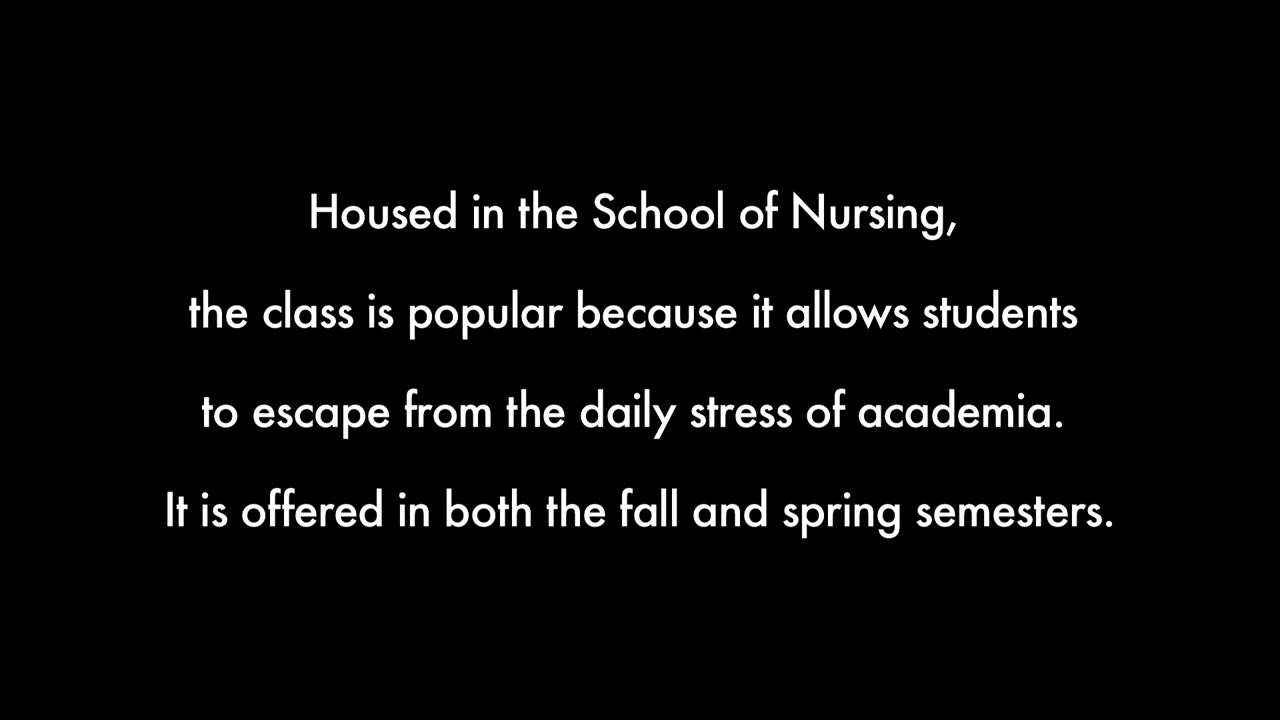 Housed in the School of Nursing,
the class is popular because it allows students
to escape from the daily stress of academia.
It is offered in both the fall and spring semesters.